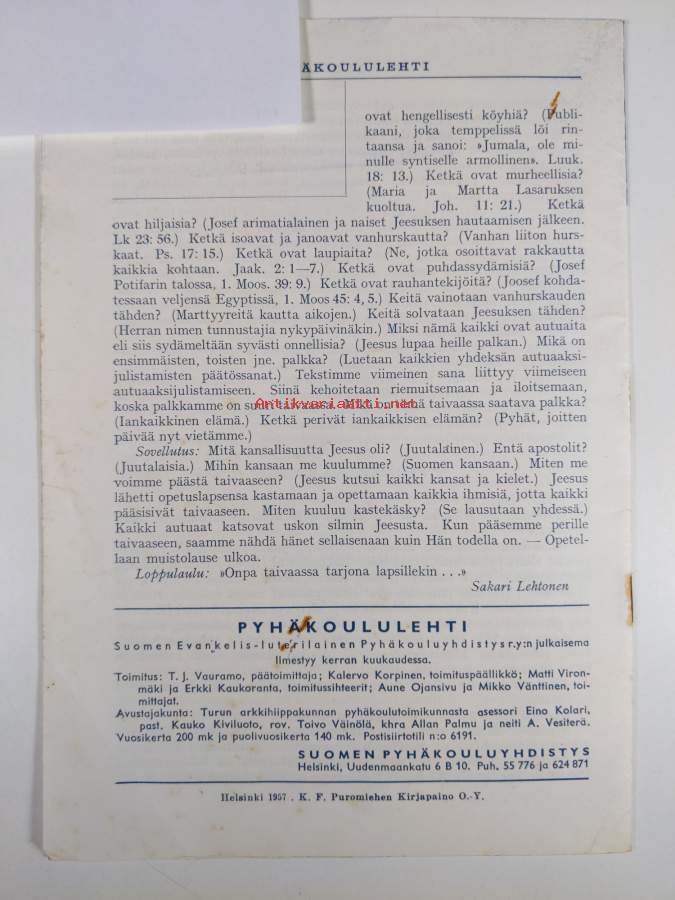 ÄKOULULEHTI
ovat hengellisesti köyhiä? (Publi-
kaani, joka temppelissä löi rin-
taansa ja sanoi: »Jumala, ole mi-
nulle syntiselle armollinen». Luuk.
18: 13.) Ketkä ovat murheellisia?
(Maria ja Martta Lasaruksen
kuoltua. Joh. 11: 21.) Ketkä
ovat hiljaisia? (Josef arimatialainen ja naiset Jeesuksen hautaamisen jälkeen.
Lk 23: 56.) Ketkä isoavat ja janoavat vanhurskautta? (Vanhan liiton hurs-
kaat. Ps. 17: 15.) Ketkä ovat laupiaita? (Ne, jotka osoittavat rakkautta
kaikkia kohtaan. Jaak. 2: 1—7.) Ketkä ovat puhdassydämisiä? (Josef
Potifarin talossa, 1. Moos. 39: 9.) Ketkä ovat rauhantekijöitä? (Joosef kohda-
tessaan veljensä Egyptissä, 1. Moos 45: 4, 5.) Keitä vainotaan vanhurskauden
tähden? (Marttyyreitä kautta aikojen.) Keitä solvataan Jeesuksen tähden?
(Herran nimen tunnustajia nykypäivinäkin.) Miksi nämä kaikki ovat autuaita
eli siis sydämeltään syvästi onnellisia? (Jeesus lupaa heille palkan.) Mikä on
ensimmäisten, toisten jne. palkka? (Luetaan kaikkien yhdeksän autuaaksi-
julistamisten päätössanat.) Tekstimme viimeinen sana liittyy viimeiseen
autuaaksijulistamiseen. Siinä kehoitetaan riemuitsemaan ja iloitsemaan,
koska palkkamme on suuri taivaassa. Mikä on tämä taivaassa saatava palkka?
Antikvariaatti.net
(Iankaikkinen elämä.) Ketkä perivät iankaikkisen elämän? (Pyhät, joitten
päivää nyt vietämme.)
Sovellutus: Mitä kansallisuutta Jeesus oli? (Juutalainen.) Entä apostolit?
(Juutalaisia.) Mihin kansaan me kuulumme? (Suomen kansaan.) Miten me
voimme päästä taivaaseen? (Jeesus kutsui kaikki kansat ja kielet.) Jeesus
lähetti opetuslapsensa kastamaan ja opettamaan kaikkia ihmisiä, jotta kaikki
pääsisivät taivaaseen. Miten kuuluu kastekäsky? (Se lausutaan yhdessä.)
Kaikki autuaat katsovat uskon silmin Jeesusta. Kun pääsemme perille
taivaaseen, saamme nähdä hänet sellaisenaan kuin Hän todella on. — Opetel-
laan muistolause ulkoa.
Loppulaulu: »Onpa taivaassa tarjona lapsillekin . . .»
Sakari Lehtonen
PYHÄKOULULEHTI
Suomen Evankelis-luterilainen Pyhäkouluyhdistys r.y:n julkaisema
Ilmestyy kerran kuukaudessa.
Toimitus: T. J. Vauramo, päätoimittaja; Kalervo Korpinen, toimituspäällikkö; Matti Viron-
mäki ja Erkki Kaukoranta, toimitussihteerit; Aune Ojansivu ja Mikko Vänttinen, toi-
mittajat.
Avustajakunta: Turun arkkihiippakunnan pyhäkoulutoimikunnasta asessori Eino Kolari,
past. Kauko Kiviluoto, rov. Toivo Väinölä, khra Allan Palmu ja neiti A. Vesiterä.
Vuosikerta 200 mk ja puolivuosikerta 140 mk. Postisiirtotili n:o 6191.
SUOMEN PYHÄKOULUYHDISTYS
Helsinki, Uudenmaankatu 6 B 10. Puh. 55 776 ja 624 871
Helsinki 1957 . K. F. Puromiehen Kirjapaino O.-Y.